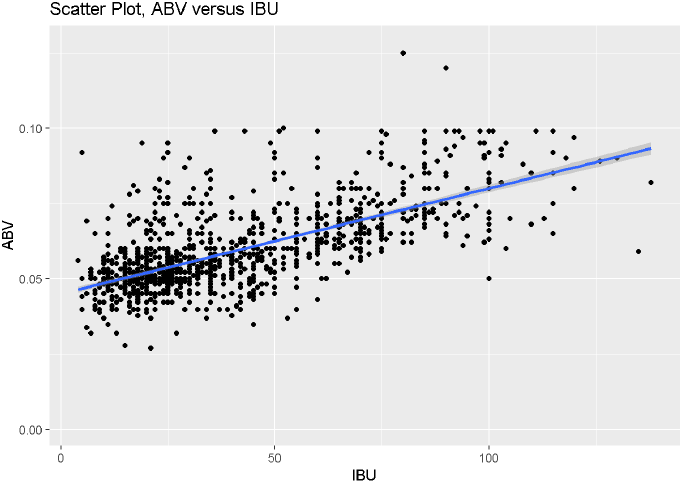 Scatter Plot, ABV versus IBU
ABV
0.10
0.05
0.00
0
50
100
IBU